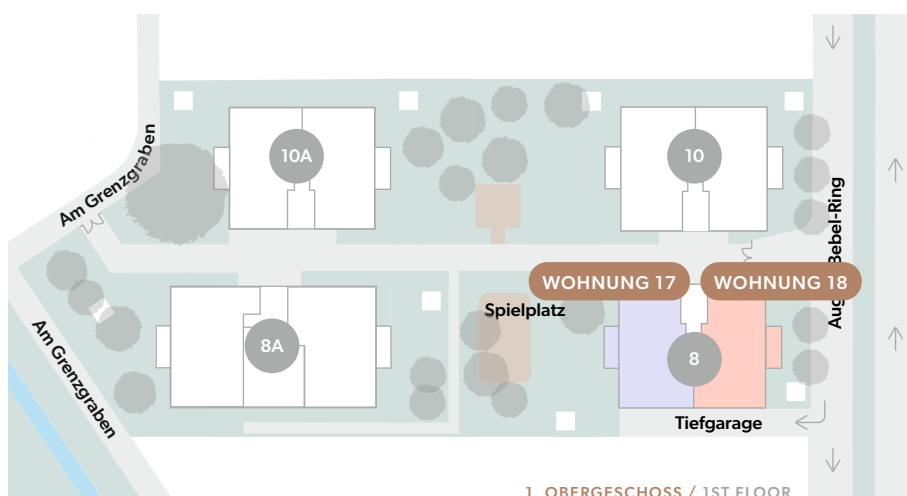 Am Grenzgraben
10A
10
August-Bebel-Ring
WOHNUNG 17
WOHNUNG 18
Spielplatz
8A
8
Am Grenzgraben
Tiefgarage
1. OBERGESCHOSS / 1ST FLOOR